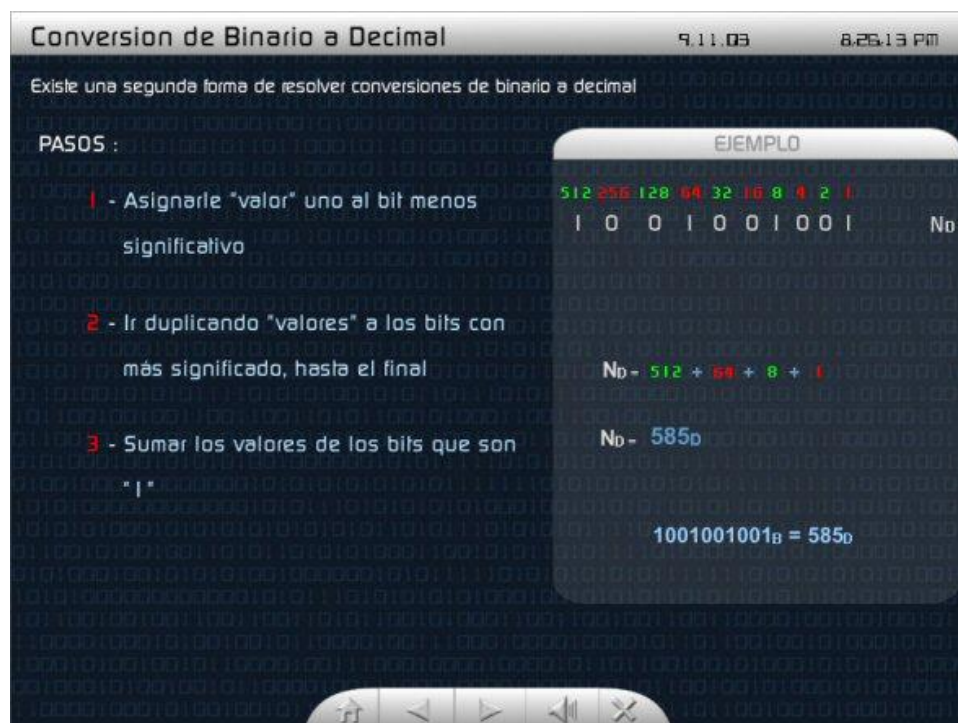 Conversion de Binario a Decimal
9.11.03
8:25:13 PM
Existe una segunda forma de resolver conversiones de binario a decimal
PASOS :
1 - Asignarle "valor" uno al bit menos
significativo
2 - Ir duplicando "valores" a los bits con
más significado, hasta el final
3 - Sumar los valores de los bits que son
"1"
EJEMPLO
512 256 128 64 32 16 8 4 2 1
1 0 0 1 0 0 1 0 0 1 ND
ND = 512 + 64 + 8 + 1
ND = 585D
1001001001B = 585D